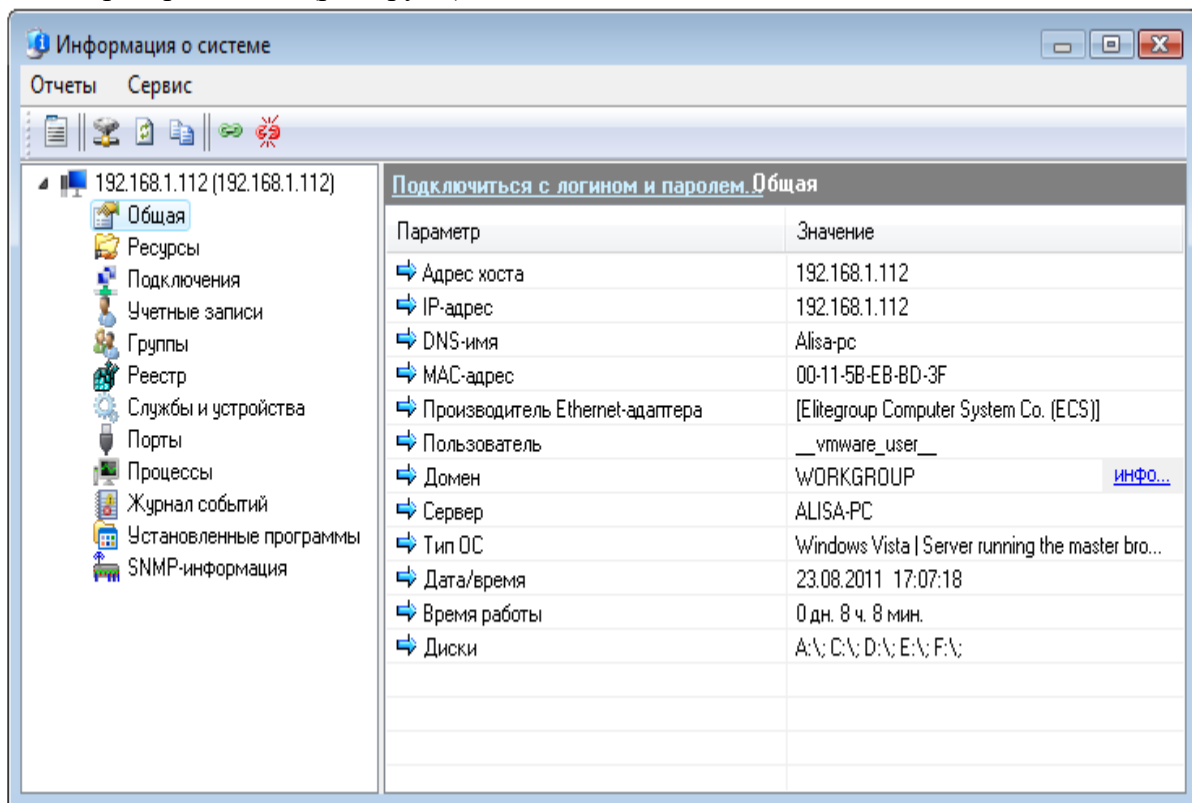 Информация о системе
Отчеты Сервис
192.168.1.112 (192.168.1.112)
Общая
Ресурсы
Подключения
Учетные записи
Группы
Реестр
Службы и устройства
Порты
Процессы
Журнал событий
Установленные программы
SNMP-информация
Подключиться с логином и паролем... Общая
Параметр Значение
Адрес хоста 192.168.1.112
IP-адрес 192.168.1.112
DNS-имя Alisa-pc
MAC-адрес 00-11-5B-EB-BD-3F
Производитель Ethernet-адаптера [Elitegroup Computer System Co. (ECS)]
Пользователь __vmware_user__
Домен WORKGROUP инфо...
Сервер ALISA-PC
Тип ОС Windows Vista | Server running the master bro...
Дата/время 23.08.2011 17:07:18
Время работы 0 дн. 8 ч. 8 мин.
Диски A:\; C:\; D:\; E:\; F:\;